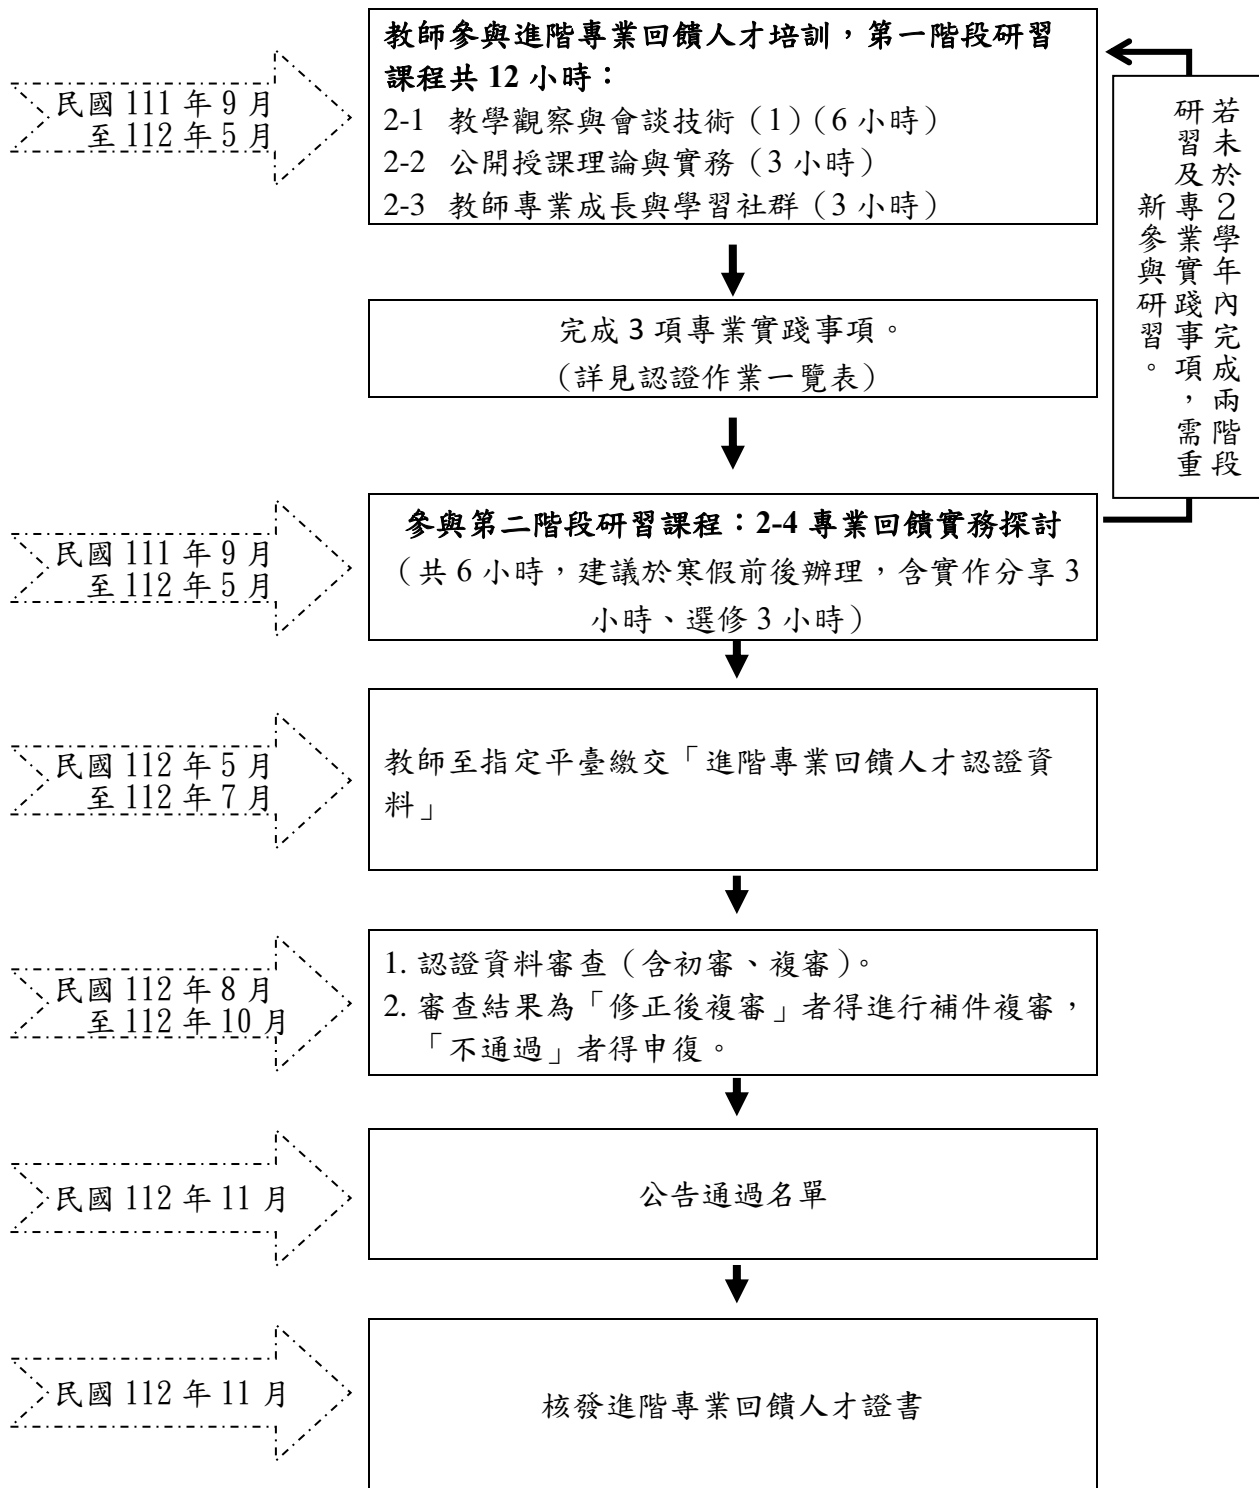 民國 111 年 9 月
至 112 年 5 月
教師參與進階專業回饋人才培訓，第一階段研習
課程共 12 小時：
2-1 教學觀察與會談技術（1）(6 小時）
2-2 公開授課理論與實務（3 小時）
2-3 教師專業成長與學習社群（3 小時）
若未於2學年內完成兩階段
研習及專業實踐事項，需重
新參與研習。
完成 3 項專業實踐事項。
（詳見認證作業一覽表）
民國 111 年 9 月
至 112 年 5 月
參與第二階段研習課程：2-4 專業回饋實務探討
（共 6 小時，建議於寒假前後辦理，含實作分享 3
小時、選修 3 小時）
民國 112 年 5 月
至 112 年 7 月
教師至指定平臺繳交「進階專業回饋人才認證資
料」
民國 112 年 8 月
至 112 年 10 月
1. 認證資料審查（含初審、複審）。
2. 審查結果為「修正後複審」者得進行補件複審，
「不通過」者得申復。
民國 112 年 11 月
公告通過名單
民國 112 年 11 月
核發進階專業回饋人才證書